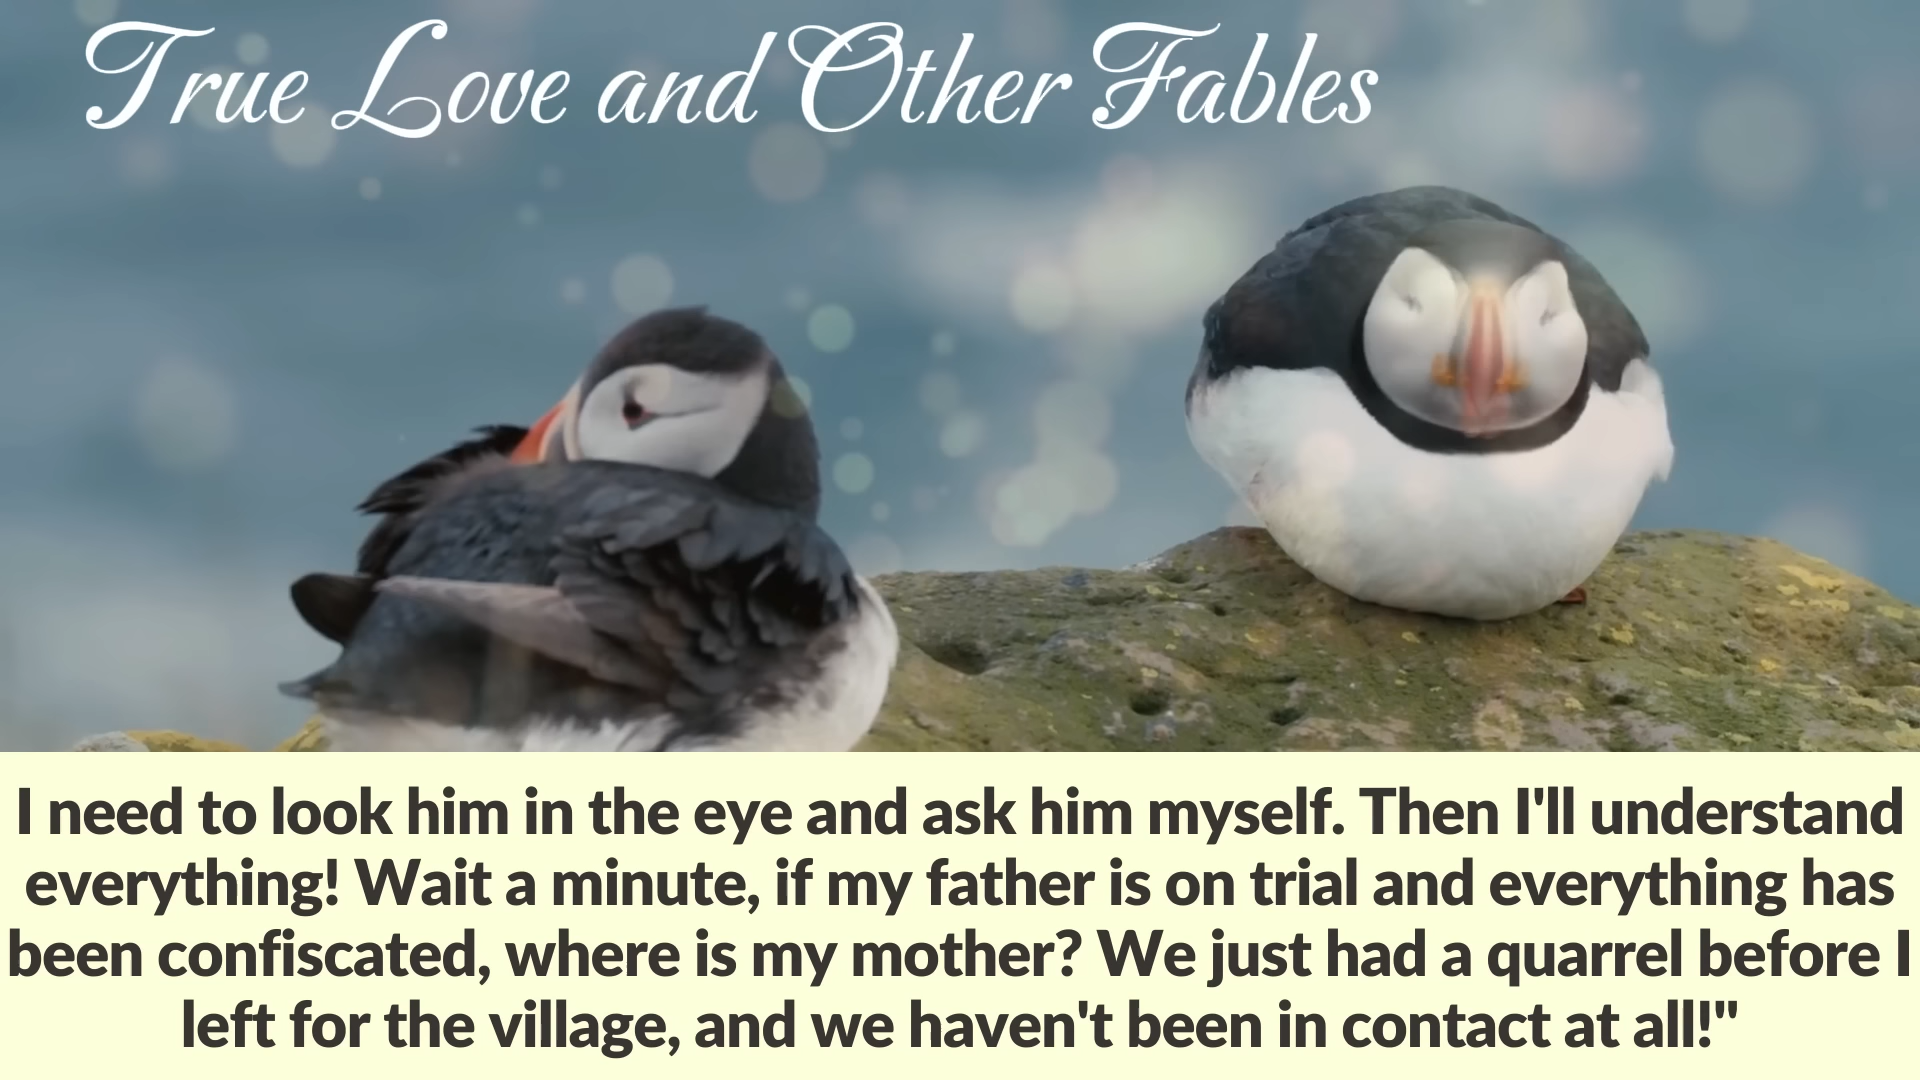 True Love and Other Fables
I need to look him in the eye and ask him myself. Then I'll understand
everything! Wait a minute, if my father is on trial and everything has
been confiscated, where is my mother? We just had a quarrel before I
left for the village, and we haven't been in contact at all!"